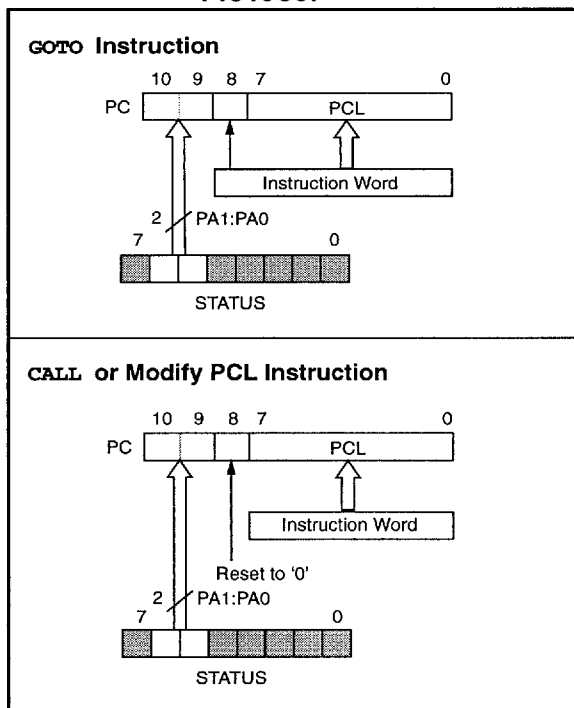 GOTO Instruction
10 9 8 7 0
PC PCL
Instruction Word
2 PA1:PA0
7 0
STATUS
CALL or Modify PCL Instruction
10 9 8 7 0
PC PCL
Instruction Word
Reset to '0'
2 PA1:PA0
7 0
STATUS